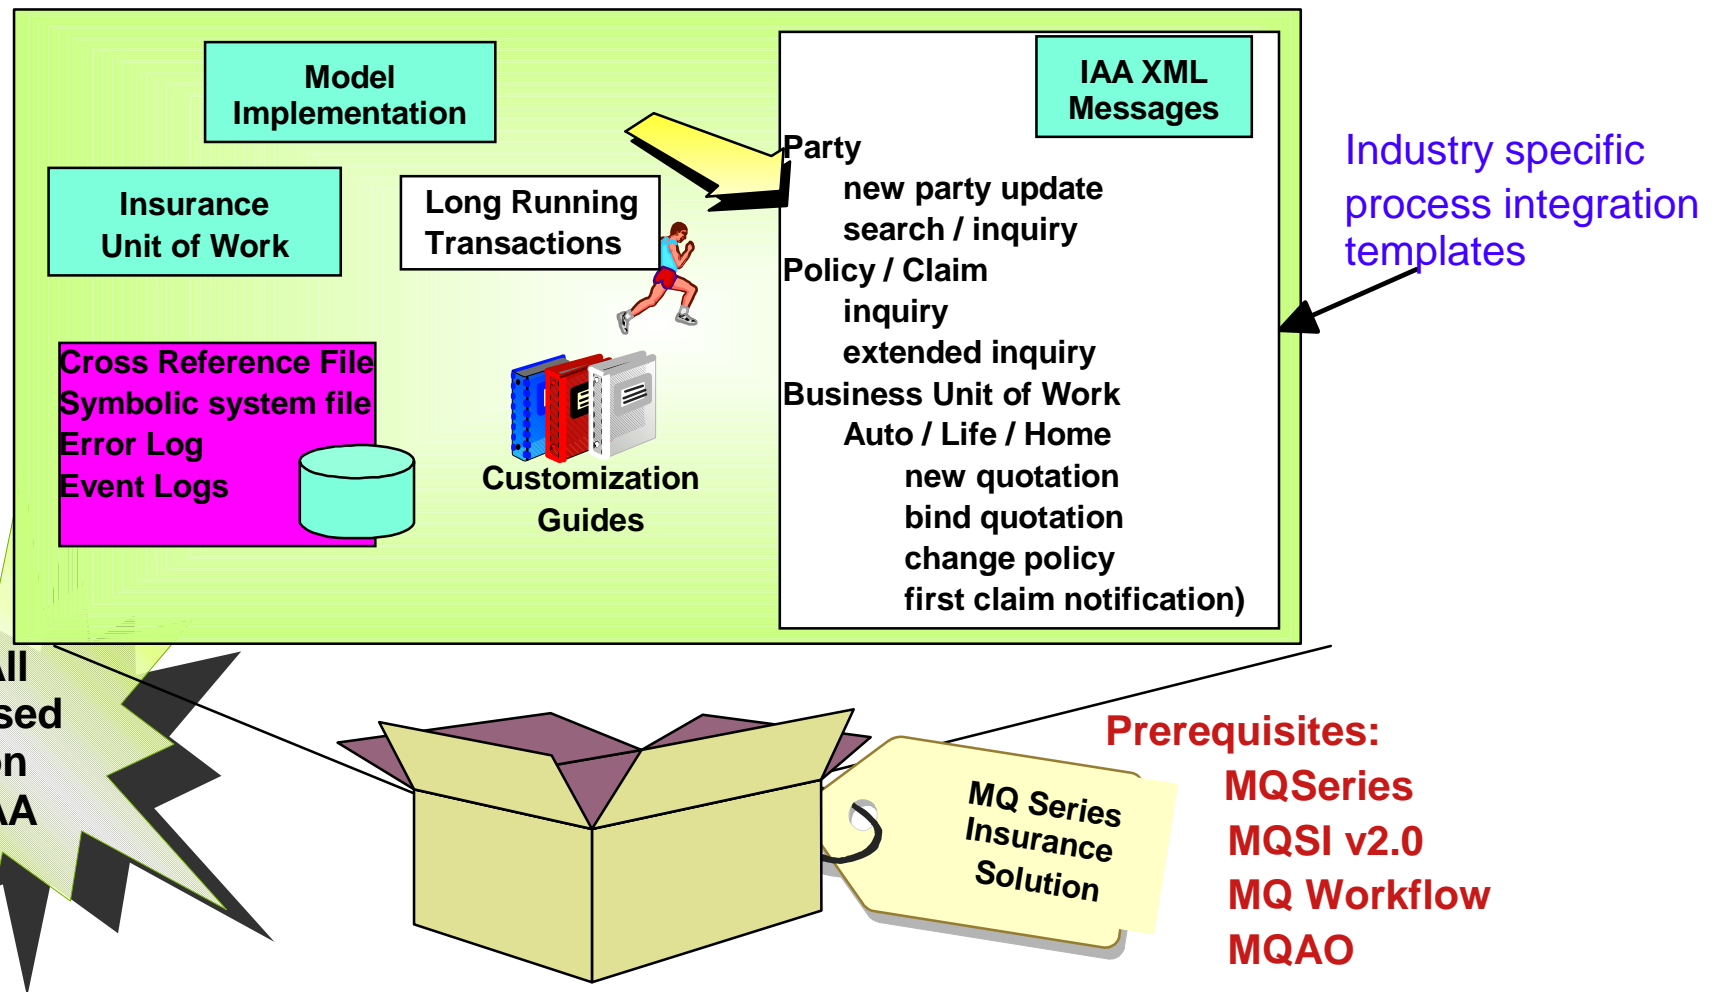 Model
Implementation
IAA XML
Messages
Insurance
Unit of Work
Long Running
Transactions
Party
new party update
search / inquiry
Policy / Claim
inquiry
extended inquiry
Business Unit of Work
Auto / Life / Home
new quotation
bind quotation
change policy
first claim notification)
Industry specific
process integration
templates
Cross Reference File
Symbolic system file
Error Log
Event Logs
Customization
Guides
MQ Series
Insurance
Solution
Prerequisites:
MQSeries
MQSI v2.0
MQ Workflow
MQAO